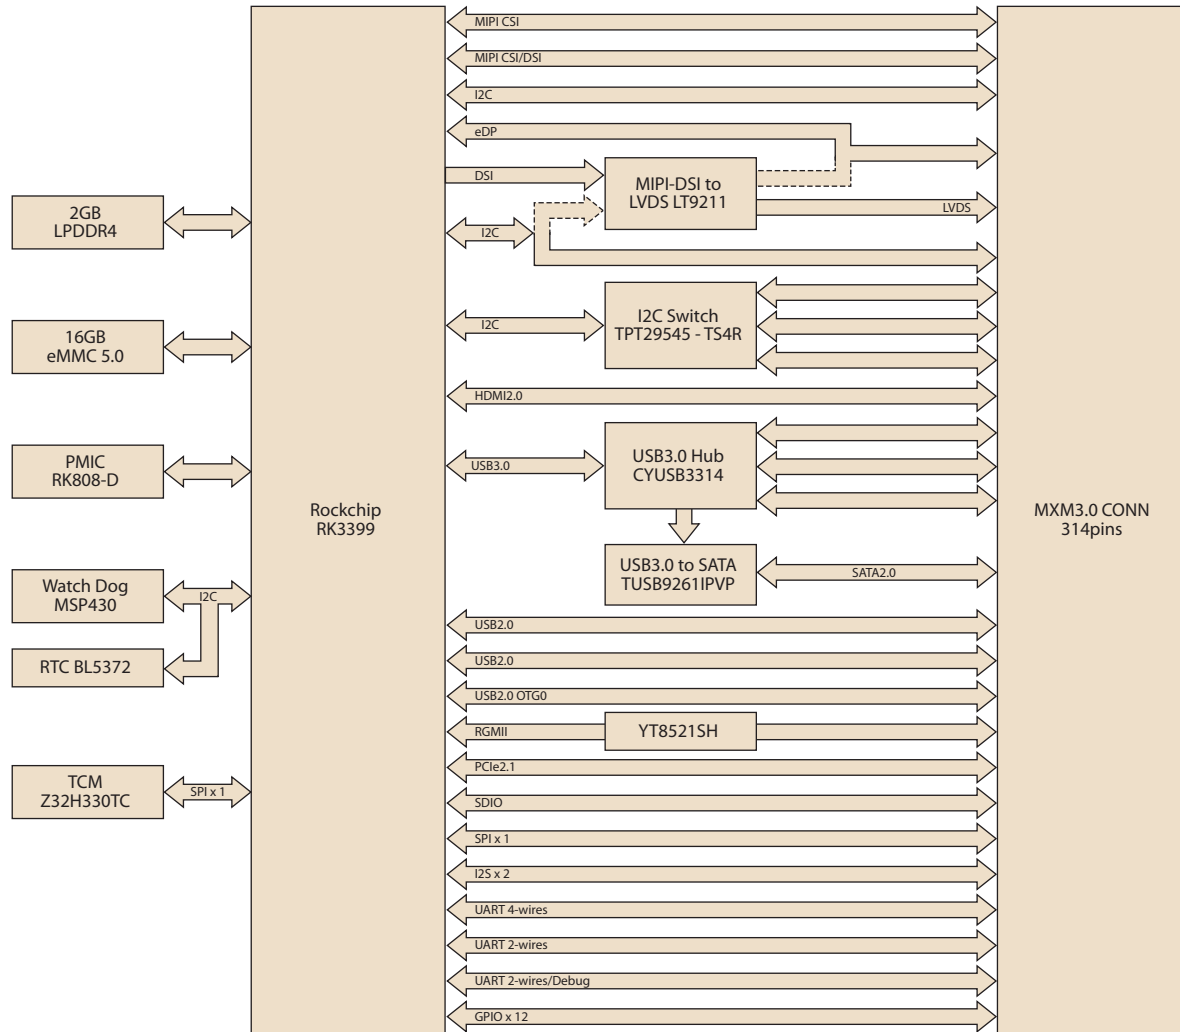 MIPI CSI
MIPI CSI/DSI
I2C
eDP
DSI
MIPI-DSI to
LVDS LT9211
LVDS
2GB
LPDDR4
I2C
16GB
eMMC 5.0
I2C
I2C Switch
TPT29545 - TS4R
HDMI2.0
PMIC
RK808-D
USB3.0
USB3.0 Hub
CYUSB3314
Rockchip
RK3399
MXM3.0 CONN
314pins
USB3.0 to SATA
TUSB9261IPVP
SATA2.0
Watch Dog
MSP430
I2C
RTC BL5372
USB2.0
USB2.0
USB2.0 OTG0
RGMII
YT8521SH
PCIe2.1
TCM
Z32H330TC
SPI x 1
SDIO
SPI x 1
I2S x 2
UART 4-wires
UART 2-wires
UART 2-wires/Debug
GPIO x 12